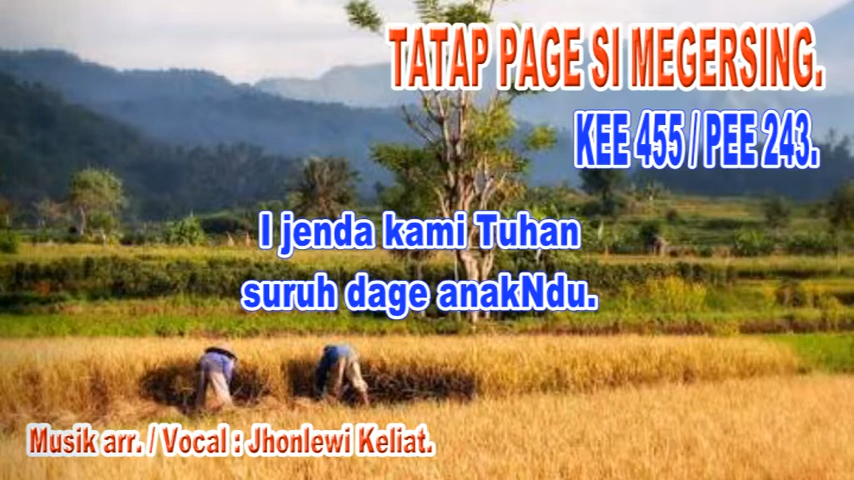 TATAP PAGE SI MEGERSING.
KEE 455 / PEE 243.
I jenda kami Tuhan
suruh dage anakNdu.
Musik arr. / Vocal : Jhonlewi Keliat.